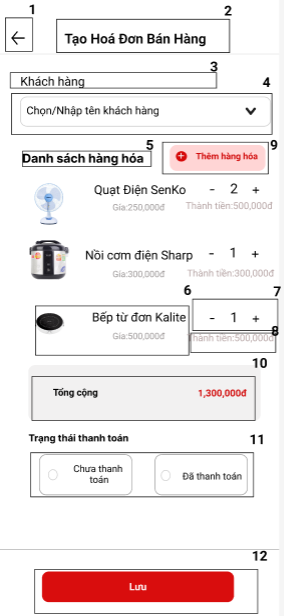 1
2
Tạo Hoá Đơn Bán Hàng
3
Khách hàng
4
Chọn/Nhập tên khách hàng
5
9
Danh sách hàng hóa
Thêm hàng hóa
Quạt Điện SenKo - 2 +
Gía:250,000đ Thành tiền:500,000đ
Nồi cơm điện Sharp - 1 +
Gía:300,000đ Thành tiền:300,000đ
6
7
Bếp từ đơn Kalite - 1 +
8
Gía:500,000đ Thành tiền:500,000đ
10
Tổng cộng 1,300,000đ
Trạng thái thanh toán
11
Chưa thanh
toán
Đã thanh toán
12
Lưu